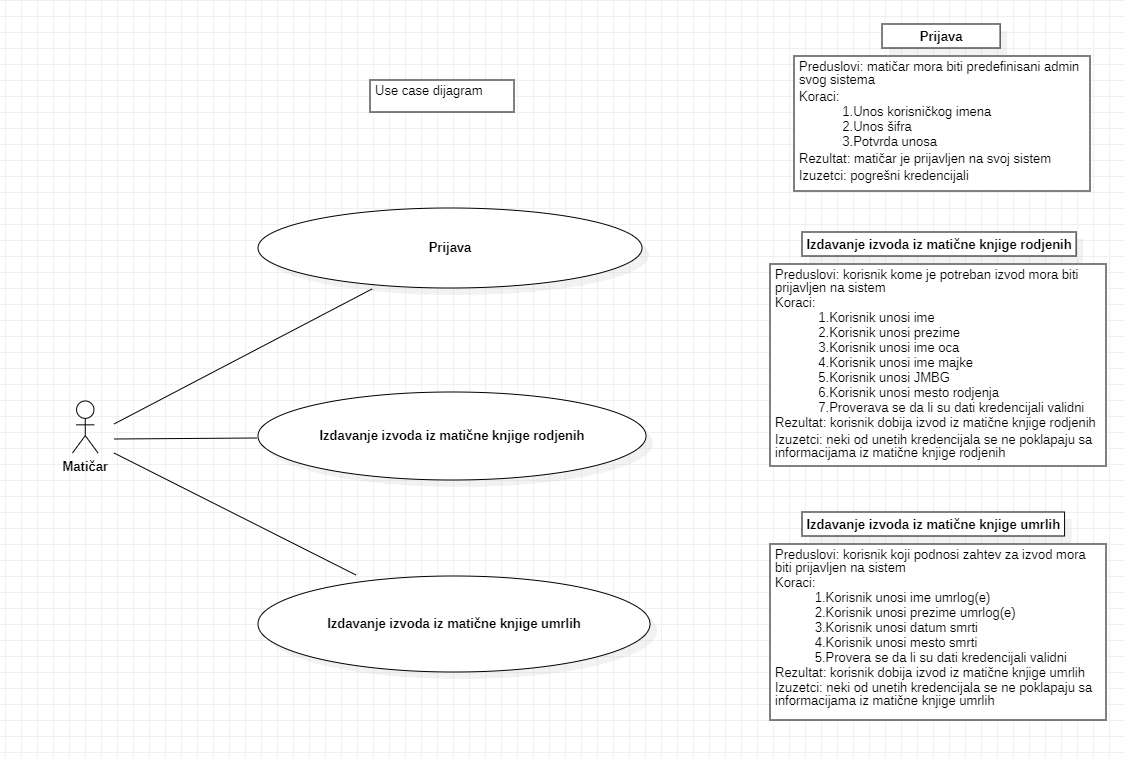 Use case dijagram
Prijava
Izdavanje izvoda iz matične knjige rodjenih
Matičar
Izdavanje izvoda iz matične knjige umrlih
Prijava
Preduslovi: matičar mora biti predefinisani admin
svog sistema
Koraci:
1.Unos korisničkog imena
2.Unos šifra
3.Potvrda unosa
Rezultat: matičar je prijavljen na svoj sistem
Izuzetci: pogrešni kredencijali
Izdavanje izvoda iz matične knjige rodjenih
Preduslovi: korisnik kome je potreban izvod mora biti
prijavljen na sistem
Koraci:
1.Korisnik unosi ime
2.Korisnik unosi prezime
3.Korisnik unosi ime oca
4.Korisnik unosi ime majke
5.Korisnik unosi JMBG
6.Korisnik unosi mesto rodjenja
7.Proverava se da li su dati kredencijali validni
Rezultat: korisnik dobija izvod iz matične knjige rodjenih
Izuzetci: neki od unetih kredencijala se ne poklapaju sa
informacijama iz matične knjige rodjenih
Izdavanje izvoda iz matične knjige umrlih
Preduslovi: korisnik koji podnosi zahtev za izvod mora
biti prijavljen na sistem
Koraci:
1.Korisnik unosi ime umrlog(e)
2.Korisnik unosi prezime umrlog(e)
3.Korisnik unosi datum smrti
4.Korisnik unosi mesto smrti
5.Provera se da li su dati kredencijali validni
Rezultat: korisnik dobija izvod iz matične knjige umrlih
Izuzetci: neki od unetih kredencijala se ne poklapaju sa
informacijama iz matične knjige umrlih